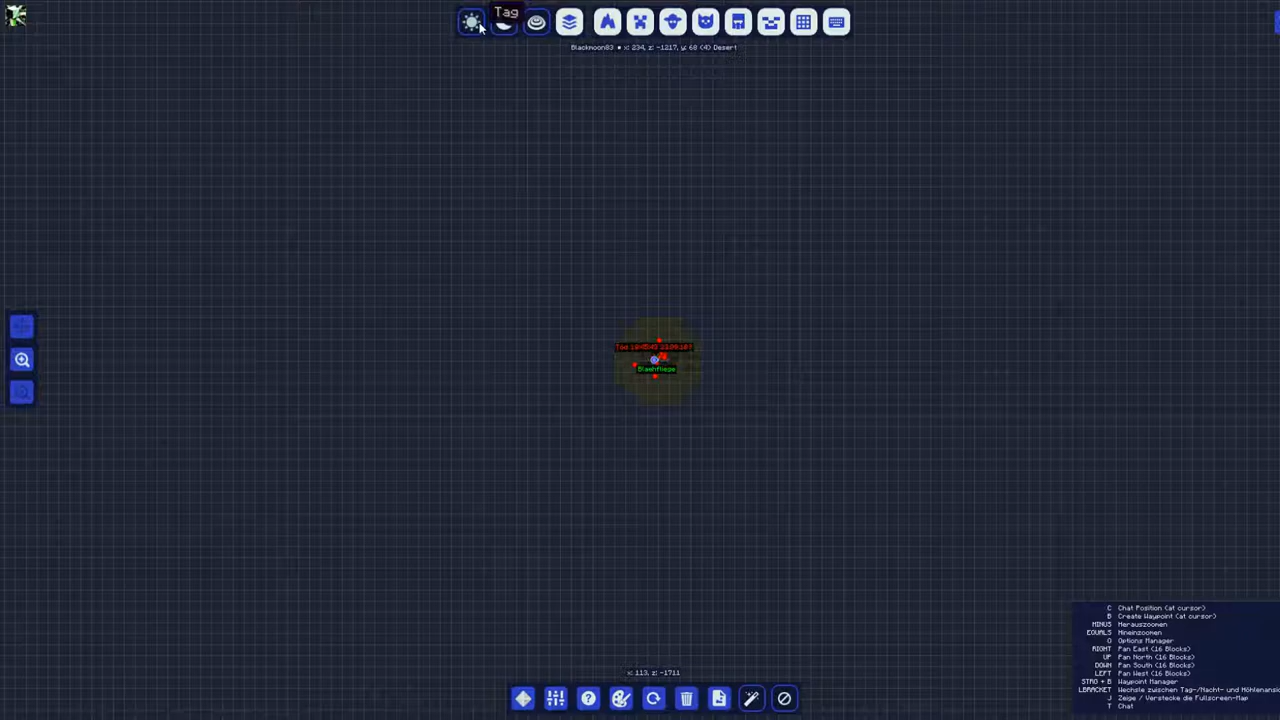 Tag
Blackmoon83 ● x: 234, z: -1217, y: 68 (4) Desert
Blaehfliege
C Chat Position (at cursor)
B Create Waypoint (at cursor)
MINUS Herauszoomen
EQUALS Hineinzoomen
O Options Manager
RIGHT Pan East (16 Blocks)
UP Pan North (16 Blocks)
DOWN Pan South (16 Blocks)
LEFT Pan West (16 Blocks)
STRG + B Waypoint Manager
LBRACKET Wechsle zwischen Tag-/Nacht- und Höhlenansic
J Zeige / Verstecke die Fullscreen-Map
Y Chat
x: 113, z: -1711